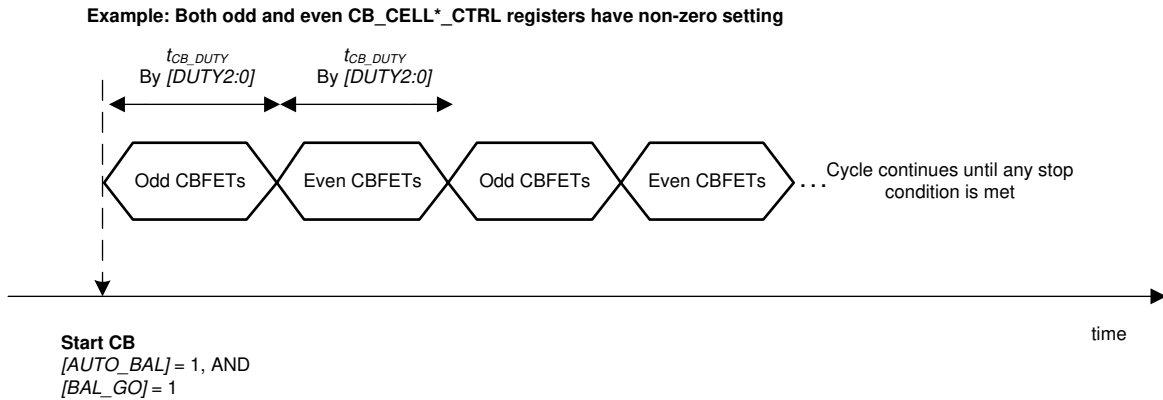 Example: Both odd and even CB_CELL*_CTRL registers have non-zero setting
tCB_DUTY
By [DUTY2:0]
tCB_DUTY
By [DUTY2:0]
Odd CBFETs
Even CBFETs
Odd CBFETs
Even CBFETs
... Cycle continues until any stop
condition is met
time
Start CB
[AUTO_BAL] = 1, AND
[BAL_GO] = 1